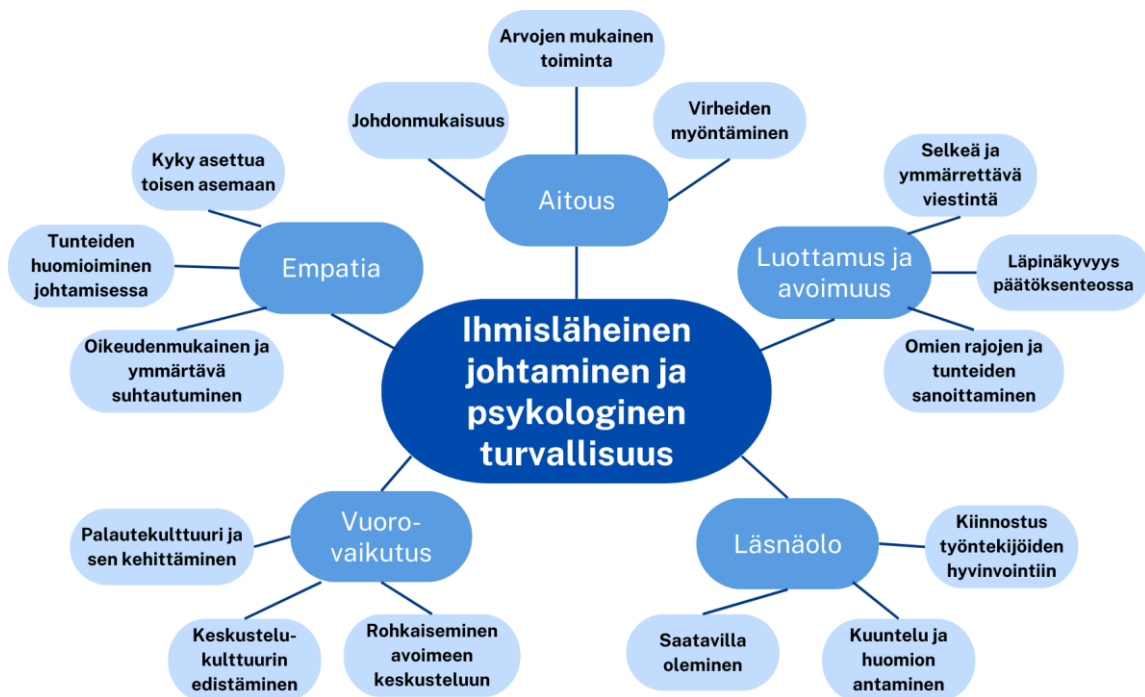 Arvojen mukainen
toiminta
Johdonmukaisuus
Virheiden
myöntäminen
Aitous
Kyky asettua
toisen asemaan
Tunteiden
huomioiminen
johtamisessa
Oikeudenmukainen ja
ymmärtävä
suhtautuminen
Empatia
Selkeä ja
ymmärrettävä
viestintä
Läpinäkyvyys
päätöksenteossa
Omien rajojen ja
tunteiden
sanoittaminen
Luottamus ja
avoimuus
Ihmisläheinen
johtaminen ja
psykologinen
turvallisuus
Vuoro-
vaikutus
Palautekulttuuri ja
sen kehittäminen
Keskustelu-
kulttuurin
edistäminen
Rohkaiseminen
avoimeen
keskusteluun
Läsnäolo
Kiinnostus
työntekijöiden
hyvinvointiin
Saatavilla
oleminen
Kuuntelu ja
huomion
antaminen